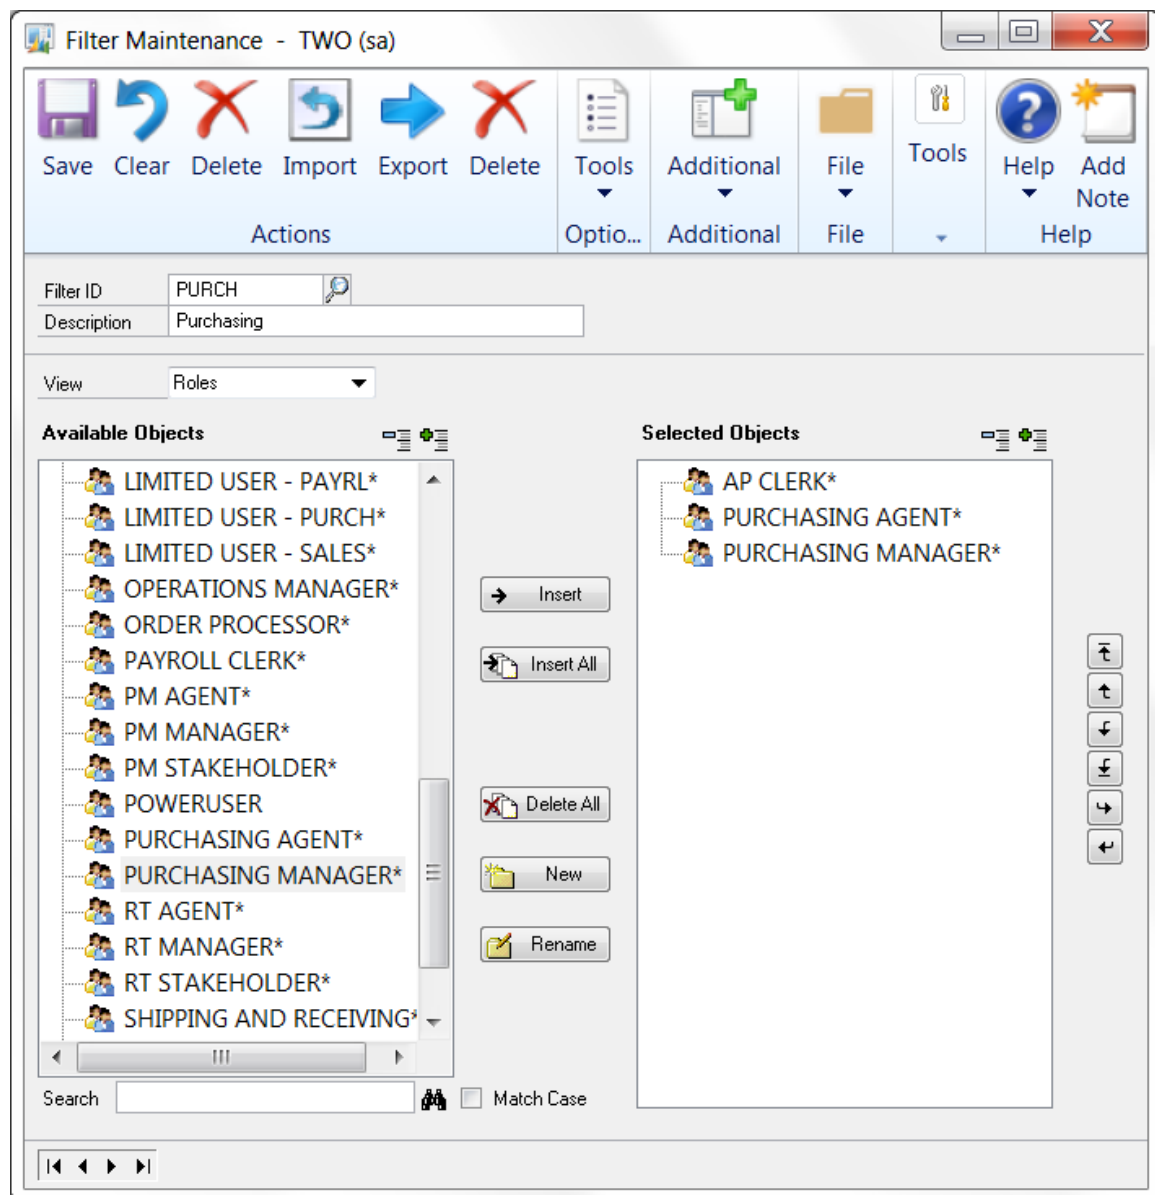 Filter Maintenance - TWO (sa)
Save Clear Delete Import Export Delete Tools Additional File Tools Help Add Note
Actions Optio... Additional File Help
Filter ID PURCH
Description Purchasing
View Roles
Available Objects
LIMITED USER - PAYRL*
LIMITED USER - PURCH*
LIMITED USER - SALES*
OPERATIONS MANAGER*
ORDER PROCESSOR*
PAYROLL CLERK*
PM AGENT*
PM MANAGER*
PM STAKEHOLDER*
POWERUSER
PURCHASING AGENT*
PURCHASING MANAGER*
RT AGENT*
RT MANAGER*
RT STAKEHOLDER*
SHIPPING AND RECEIVING*
Search
Match Case
Insert
Insert All
Delete All
New
Rename
Selected Objects
AP CLERK*
PURCHASING AGENT*
PURCHASING MANAGER*